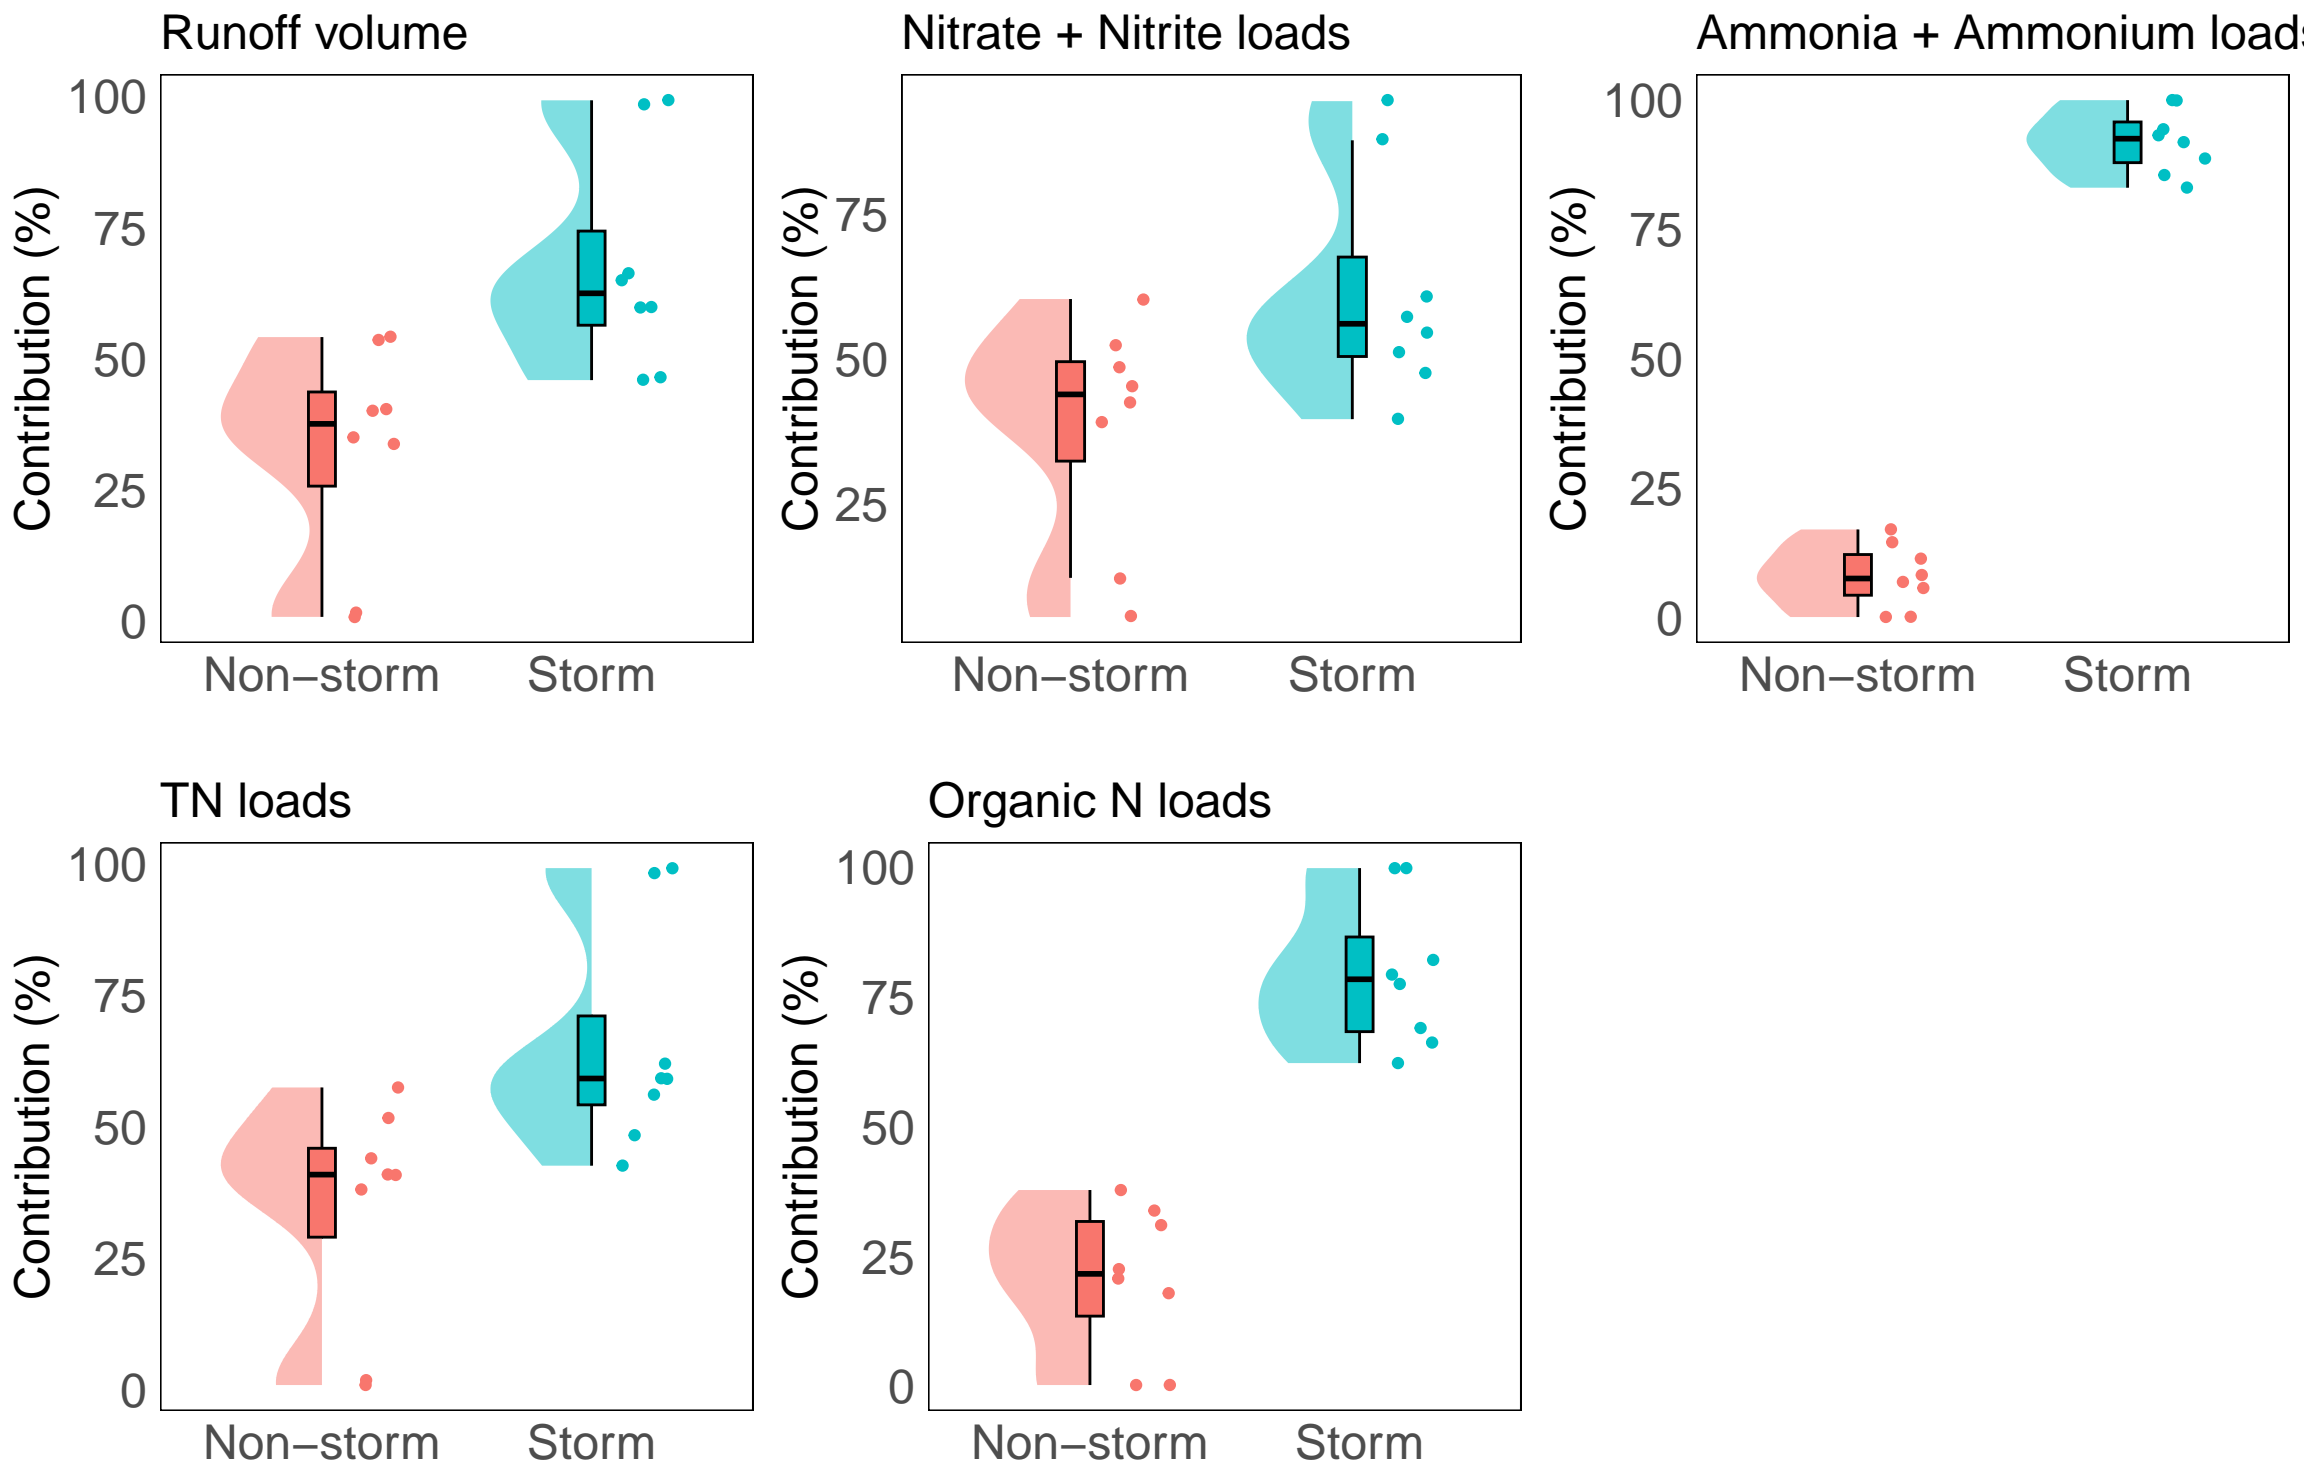 Runoff volume
Contribution (%)
100
75
50
25
0
Non−storm
Storm
Nitrate + Nitrite loads
Contribution (%)
75
50
25
Non−storm
Storm
Ammonia + Ammonium loads
Contribution (%)
100
75
50
25
0
Non−storm
Storm
TN loads
Contribution (%)
100
75
50
25
0
Non−storm
Storm
Organic N loads
Contribution (%)
100
75
50
25
0
Non−storm
Storm